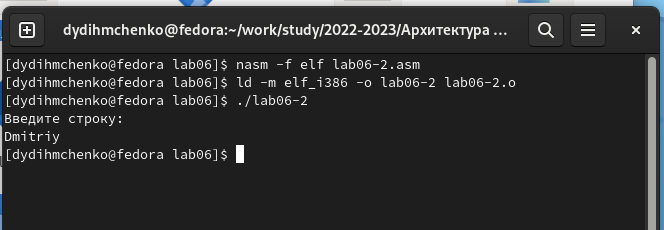 dydihmchenko@fedora:~/work/study/2022-2023/Архитектура ...
[dydihmchenko@fedora lab06]$ nasm -f elf lab06-2.asm
[dydihmchenko@fedora lab06]$ ld -m elf_i386 -o lab06-2 lab06-2.o
[dydihmchenko@fedora lab06]$ ./lab06-2
Введите строку:
Dmitriy
[dydihmchenko@fedora lab06]$